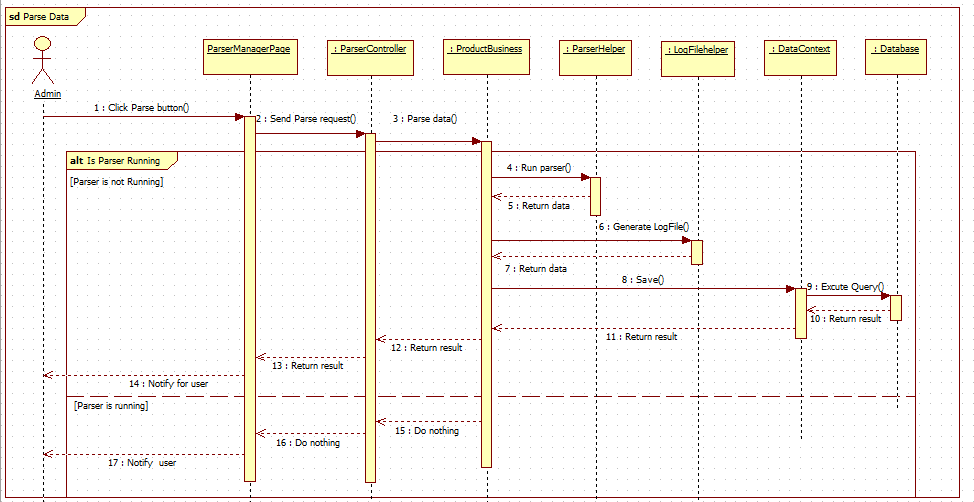 sd Parse Data
ParserManagerPage
: ParserController
: ProductBusiness
: ParserHelper
: LogFilehelper
: DataContext
: Database
Admin
1 : Click Parse button()
2 : Send Parse request()
3 : Parse data()
alt Is Parser Running
[Parser is not Running]
4 : Run parser()
5 : Return data
6 : Generate LogFile()
7 : Return data
8 : Save()
9 : Excute Query()
10 : Return result
11 : Return result
12 : Return result
13 : Return result
14 : Notify for user
[Parser is running]
15 : Do nothing
16 : Do nothing
17 : Notify user